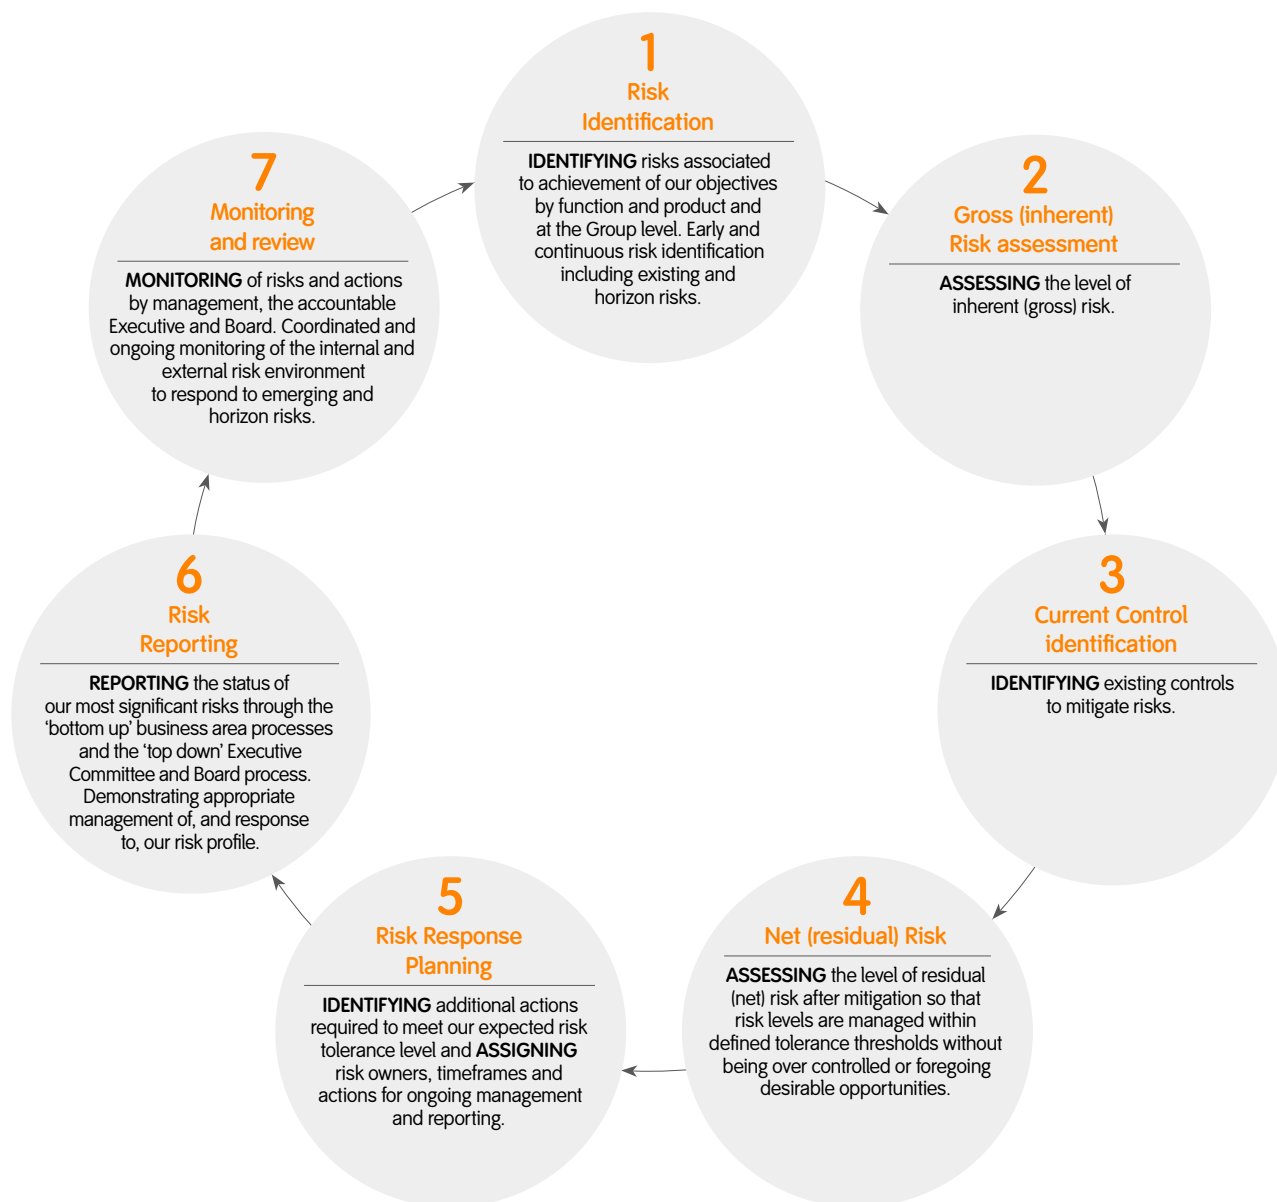 1
Risk
Identification
IDENTIFYING risks associated
to achievement of our objectives
by function and product and
at the Group level. Early and
continuous risk identification
including existing and
horizon risks.
2
Gross (inherent)
Risk assessment
ASSESSING the level of
inherent (gross) risk.
3
Current Control
identification
IDENTIFYING existing controls
to mitigate risks.
4
Net (residual) Risk
ASSESSING the level of residual
(net) risk after mitigation so that
risk levels are managed within
defined tolerance thresholds without
being over controlled or foregoing
desirable opportunities.
5
Risk Response
Planning
IDENTIFYING additional actions
required to meet our expected risk
tolerance level and ASSIGNING
risk owners, timeframes and
actions for ongoing management
and reporting.
6
Risk
Reporting
REPORTING the status of
our most significant risks through the
‘bottom up’ business area processes
and the ‘top down’ Executive
Committee and Board process.
Demonstrating appropriate
management of, and response
to, our risk profile.
7
Monitoring
and review
MONITORING of risks and actions
by management, the accountable
Executive and Board. Coordinated and
ongoing monitoring of the internal and
external risk environment
to respond to emerging and
horizon risks.